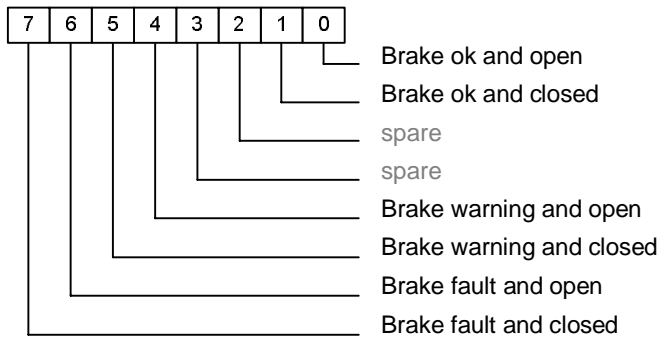 7 6 5 4 3 2 1 0
Brake ok and open
Brake ok and closed
spare
spare
Brake warning and open
Brake warning and closed
Brake fault and open
Brake fault and closed